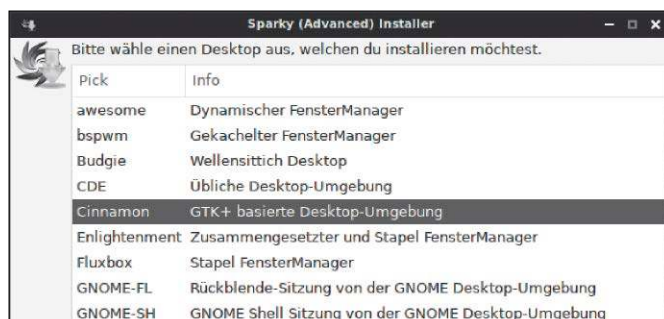 Sparky (Advanced) Installer
Bitte wähle einen Desktop aus, welchen du installieren möchtest.
Pick Info
awesome Dynamischer FensterManager
bspwm Gekachelter FensterManager
Budgie Wellensittich Desktop
CDE Übliche Desktop-Umgebung
Cinnamon GTK+ basierte Desktop-Umgebung
Enlightenment Zusammengesetzter und Stapel FensterManager
Fluxbox Stapel FensterManager
GNOME-FL Rückblende-Sitzung von der GNOME Desktop-Umgebung
GNOME-SH GNOME Shell Sitzung von der GNOME Desktop-Umgebung